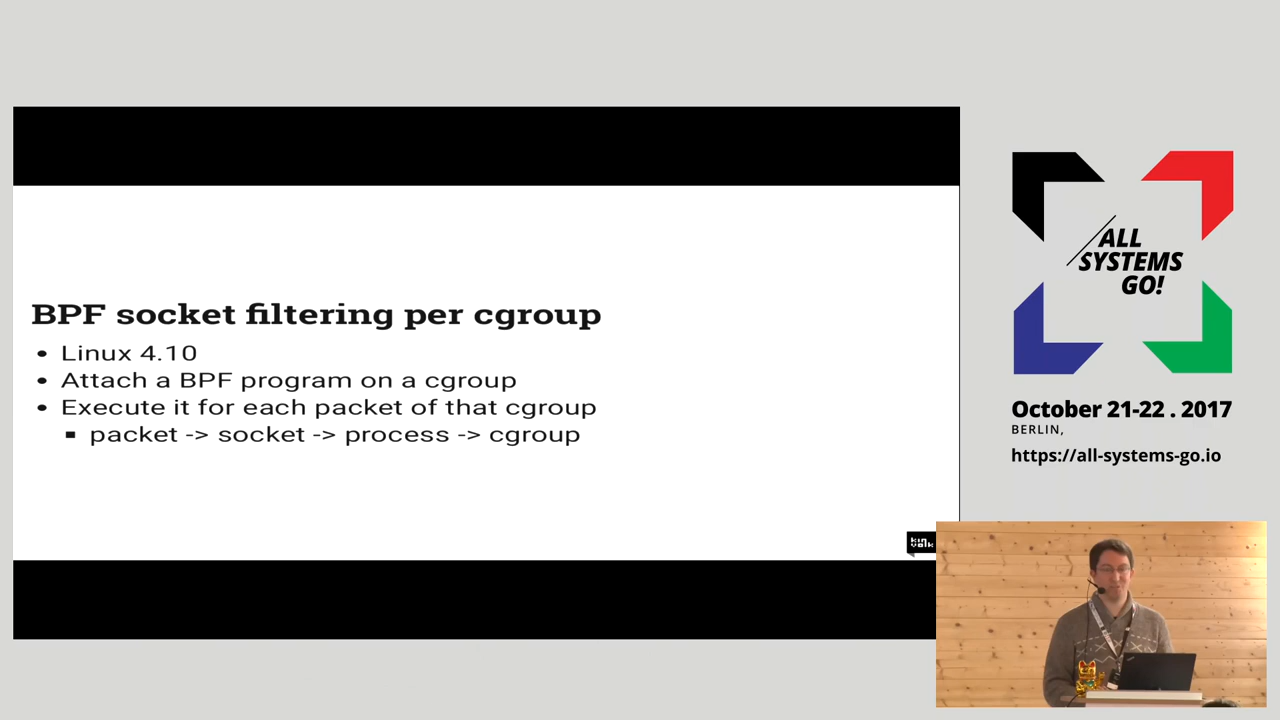 BPF socket filtering per cgroup
• Linux 4.10
• Attach a BPF program on a cgroup
• Execute it for each packet of that cgroup
▪ packet -> socket -> process -> cgroup
kin
volk
/ALL
SYSTEMS
GO!
October 21-22 . 2017
BERLIN,
https://all-systems-go.io